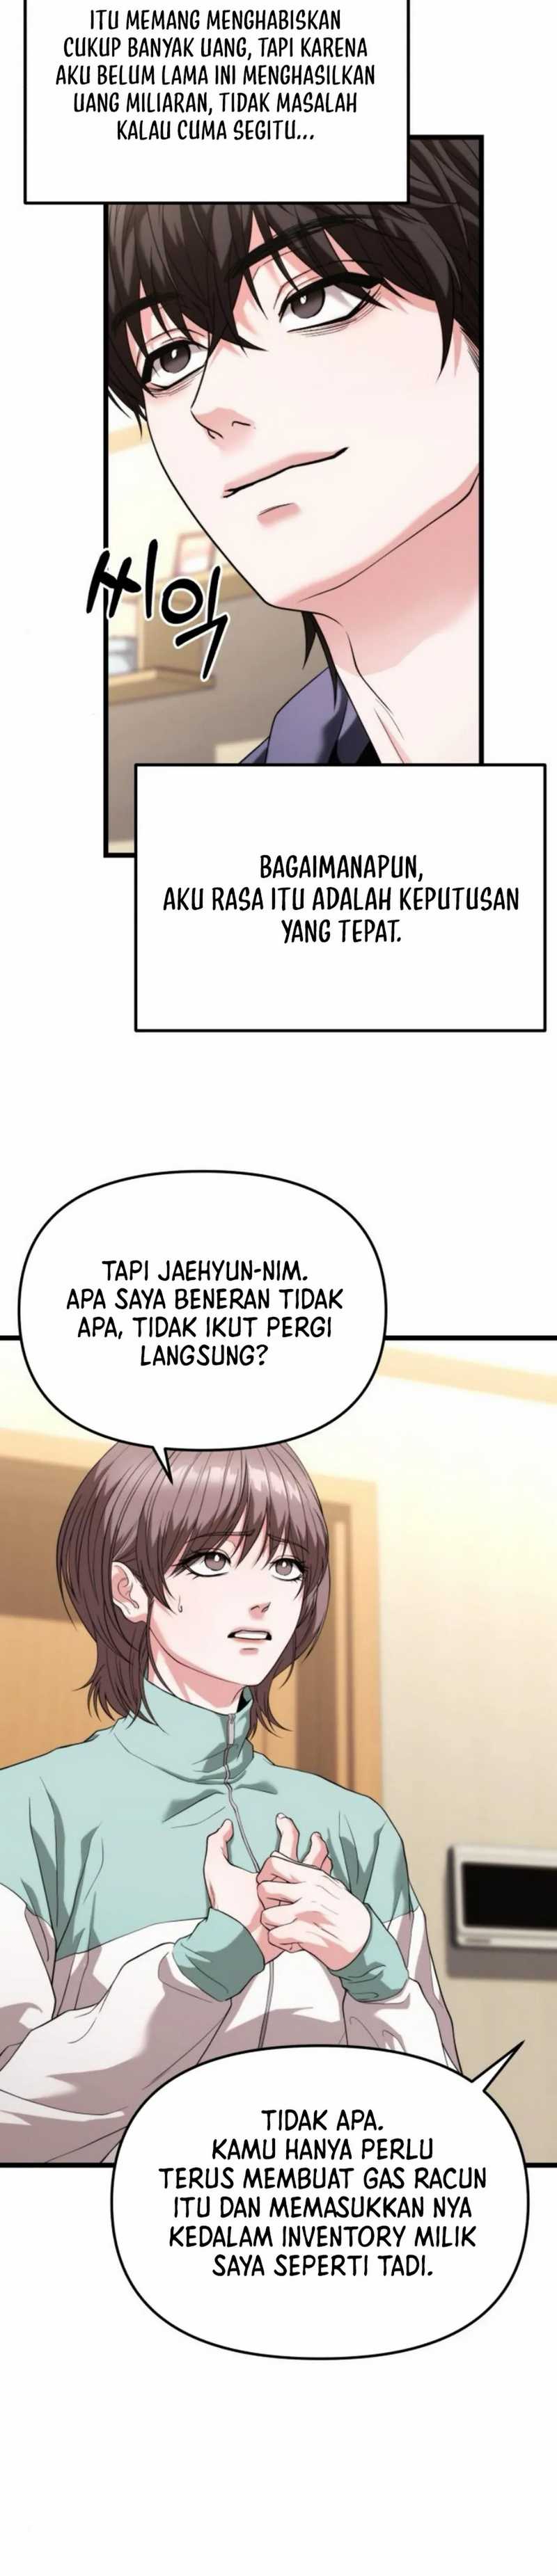 ITU MEMANG MENGHABISKAN
CUKUP BANYAK UANG, TAPI KARENA
AKU BELUM LAMA INI MENGHASILKAN
UANG MILIARAN, TIDAK MASALAH
KALAU CUMA SEGITU...
씨익
BAGAIMANAPUN,
AKU RASA ITU ADALAH KEPUTUSAN
YANG TEPAT.
TAPI JAEHYUN-NIM.
APA SAYA BENERAN TIDAK
APA, TIDAK IKUT PERGI
LANGSUNG?
TIDAK APA.
KAMU HANYA PERLU
TERUS MEMBUAT GAS RACUN
ITU DAN MEMASUKKAN NYA
KEDALAM INVENTORY MILIK
SAYA SEPERTI TADI.